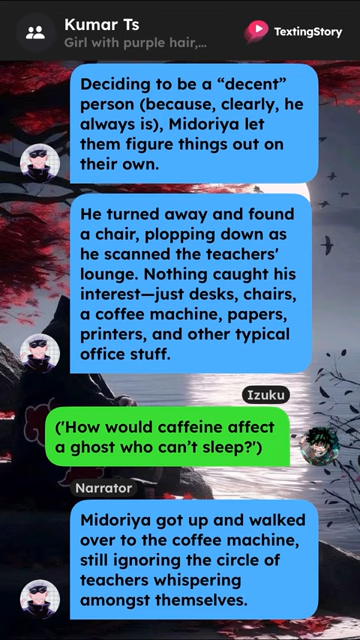 Kumar Ts
Girl with purple hair,...
TextingStory
Deciding to be a “decent”
person (because, clearly, he
always is), Midoriya let
them figure things out on
their own.
He turned away and found
a chair, plopping down as
he scanned the teachers'
lounge. Nothing caught his
interest—just desks, chairs,
a coffee machine, papers,
printers, and other typical
office stuff.
Izuku
('How would caffeine affect
a ghost who can’t sleep?')
Narrator
Midoriya got up and walked
over to the coffee machine,
still ignoring the circle of
teachers whispering
amongst themselves.